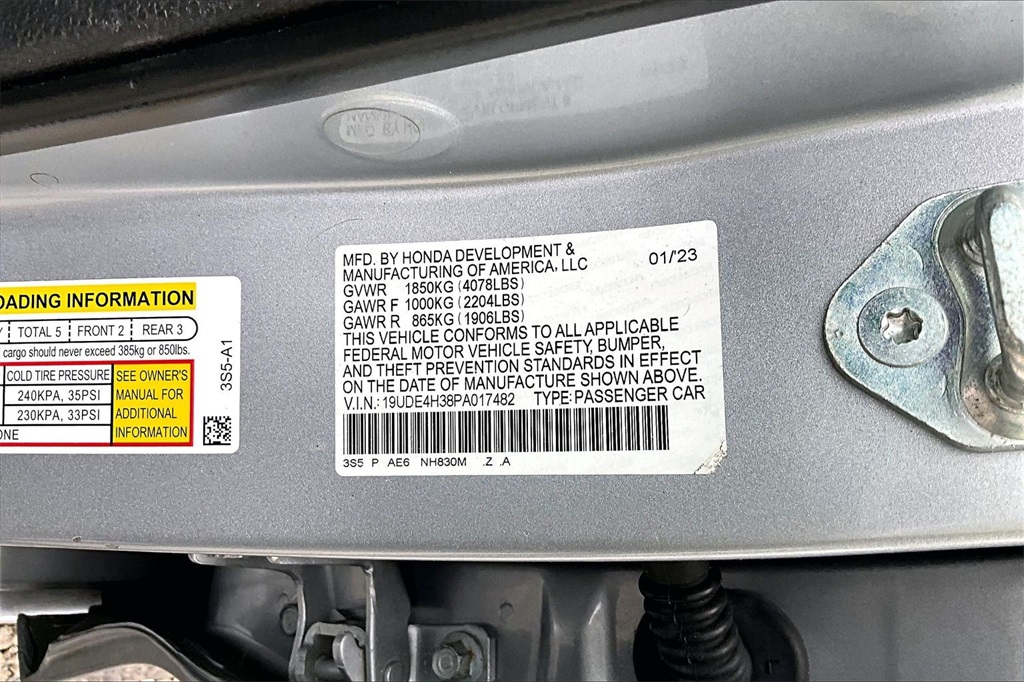 OADING INFORMATION
TOTAL 5 FRONT 2 REAR 3
cargo should never exceed 385kg or 850lbs.
COLD TIRE PRESSURE
240KPA, 35PSI
230KPA, 33PSI
SEE OWNER'S
MANUAL FOR
ADDITIONAL
INFORMATION
3S5-A1
MFD. BY HONDA DEVELOPMENT &
MANUFACTURING OF AMERICA, LLC 01/'23
GVWR 1850KG (4078LBS)
GAWR F 1000KG (2204LBS)
GAWR R 865KG (1906LBS)
THIS VEHICLE CONFORMS TO ALL APPLICABLE
FEDERAL MOTOR VEHICLE SAFETY, BUMPER,
AND THEFT PREVENTION STANDARDS IN EFFECT
ON THE DATE OF MANUFACTURE SHOWN ABOVE.
V.I.N.: 19UDE4H38PA017482 TYPE: PASSENGER CAR
3S5 P AE6 NH830M .Z .A